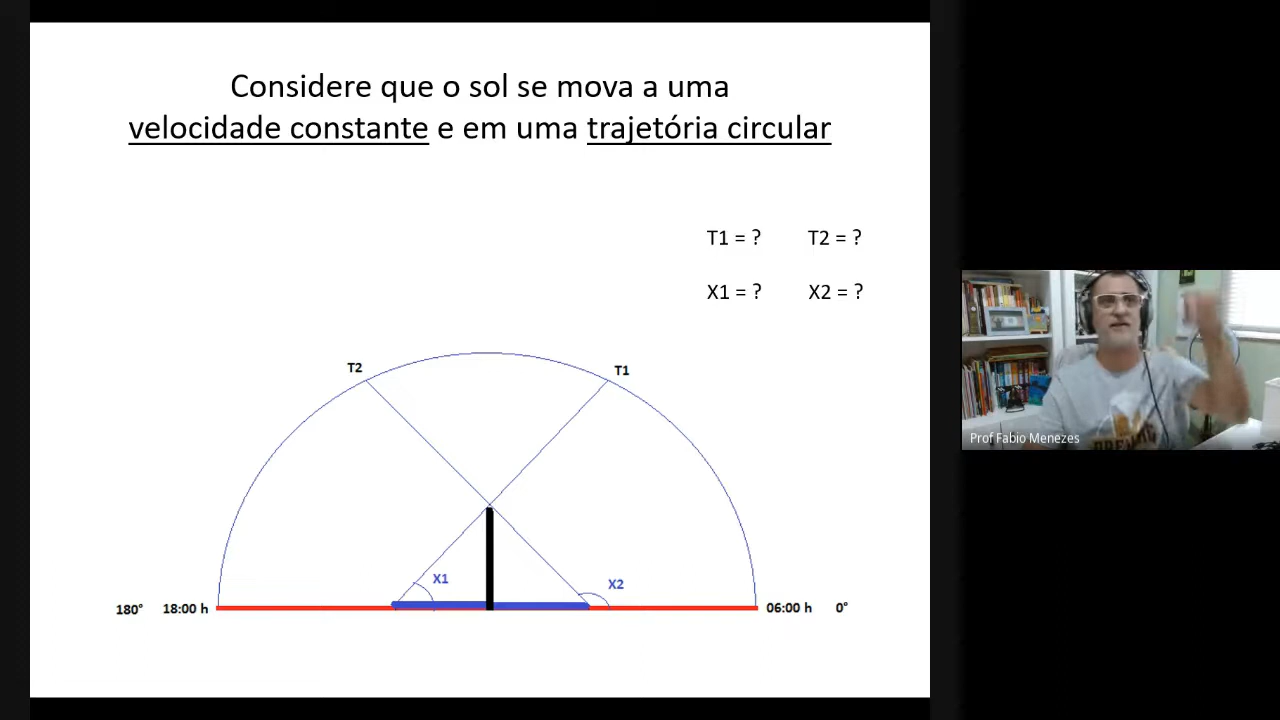 Considere que o sol se mova a uma
velocidade constante e em uma trajetória circular
T1 = ? T2 = ?
X1 = ? X2 = ?
T2
T1
X1
X2
180° 18:00 h
06:00 h 0°
Prof Fabio Menezes